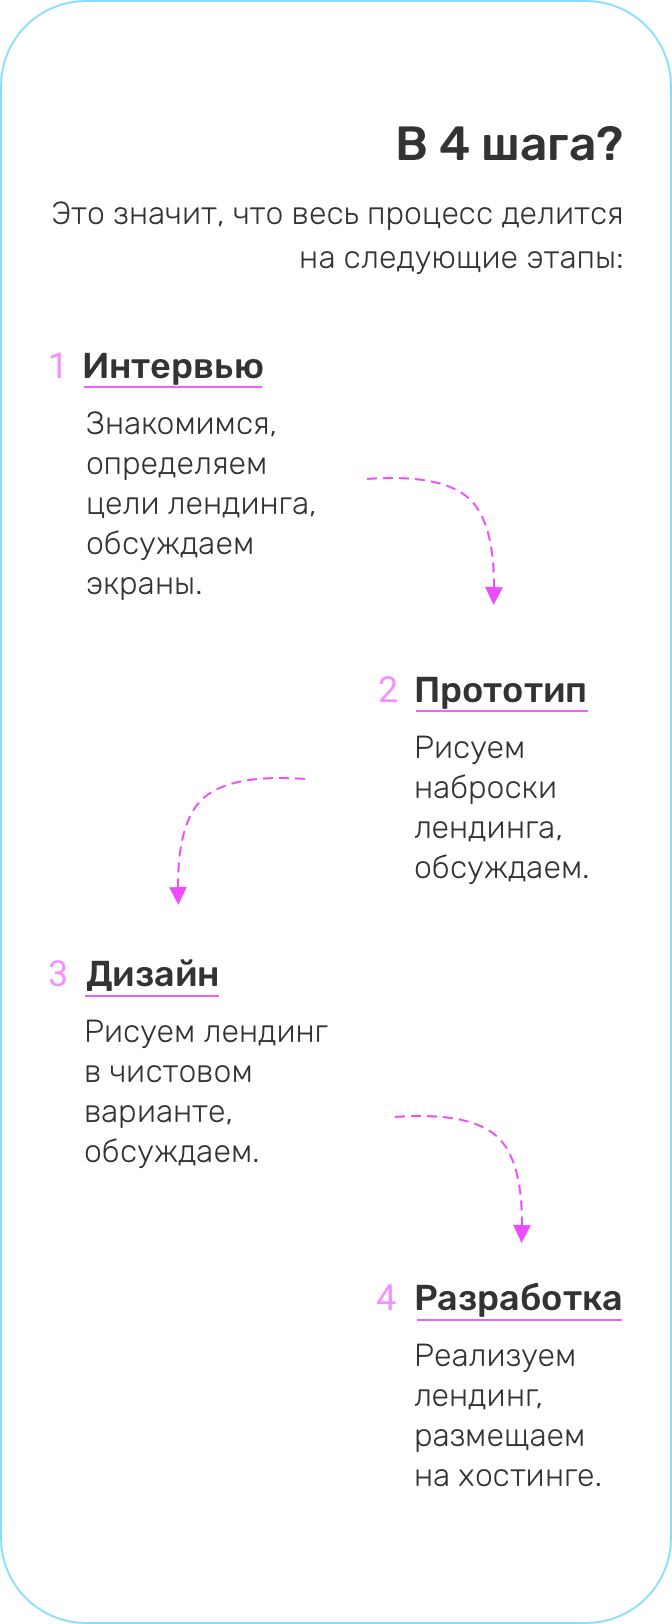 В 4 шага?
Это значит, что весь процесс делится
на следующие этапы:
1 Интервью
Знакомимся,
определяем
цели лендинга,
обсуждаем
экраны.
2 Прототип
Рисуем
наброски
лендинга,
обсуждаем.
3 Дизайн
Рисуем лендинг
в чистовом
варианте,
обсуждаем.
4 Разработка
Реализуем
лендинг,
размещаем
на хостинге.